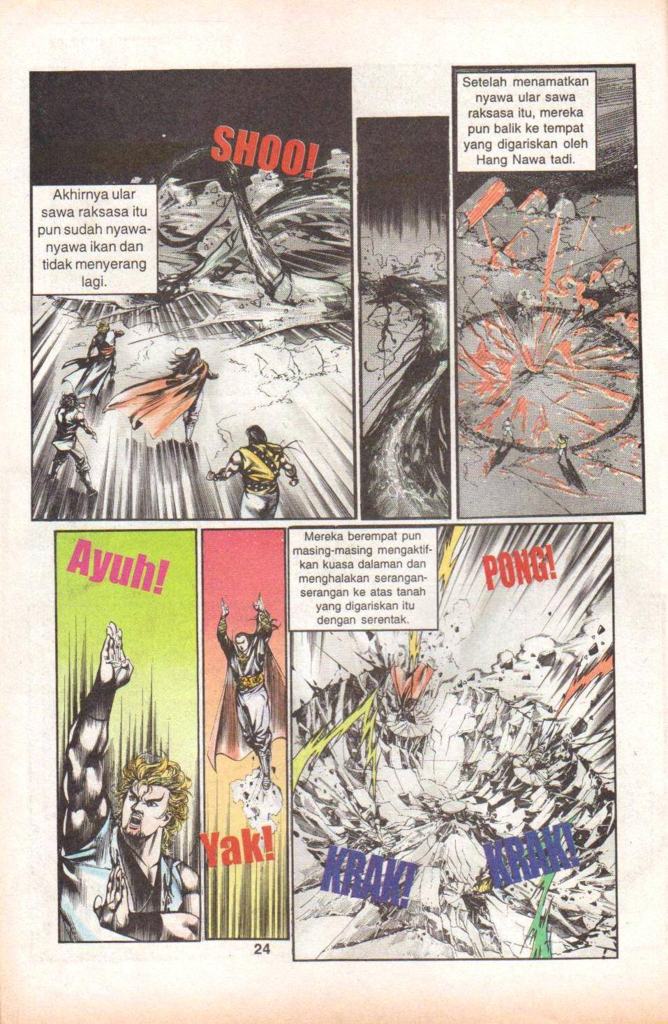 SHOO!
Akhirnya ular
sawa raksasa itu
pun sudah nyawa-
nyawa ikan dan
tidak menyerang
lagi.
Setelah menamatkan
nyawa ular sawa
raksasa itu, mereka
pun balik ke tempat
yang digariskan oleh
Hang Nawa tadi.
Ayuh!
Yak!
Mereka berempat pun
masing-masing mengaktif-
kan kuasa dalaman dan
menghalakan serangan-
serangan ke atas tanah
yang digariskan itu
dengan serentak.
PONG!
KRAK!
KRAK!
24